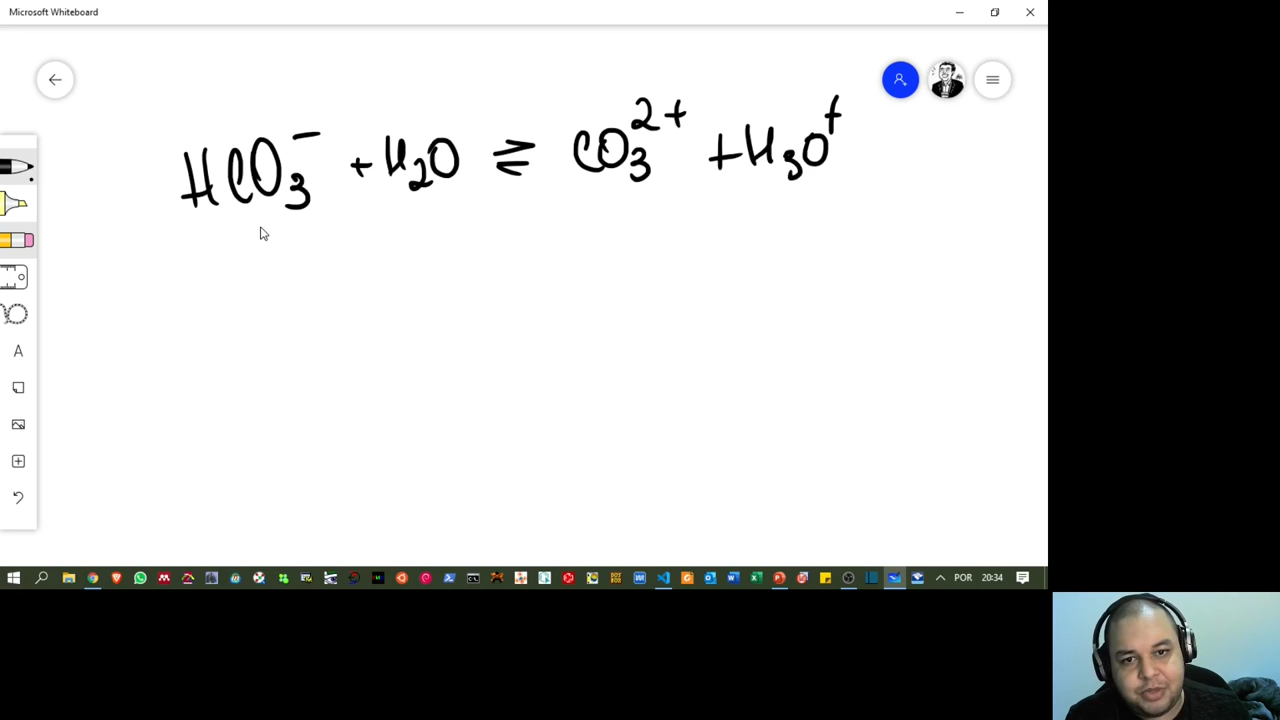 Microsoft Whiteboard
HCO₃⁻ + H₂O ⇌ CO₃²⁺ + H₃O⁺
A
POR 20:34